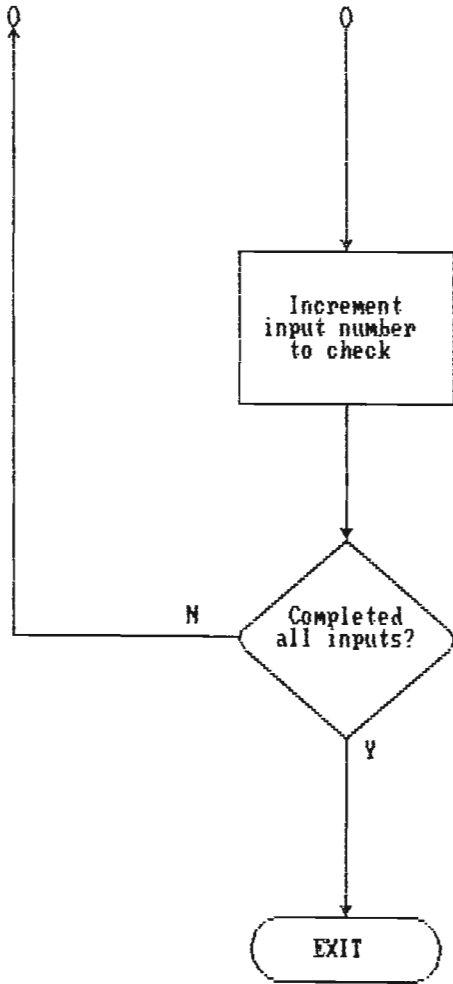 O O
Increment
input number
to check
N
Completed
all inputs?
Y
EXIT